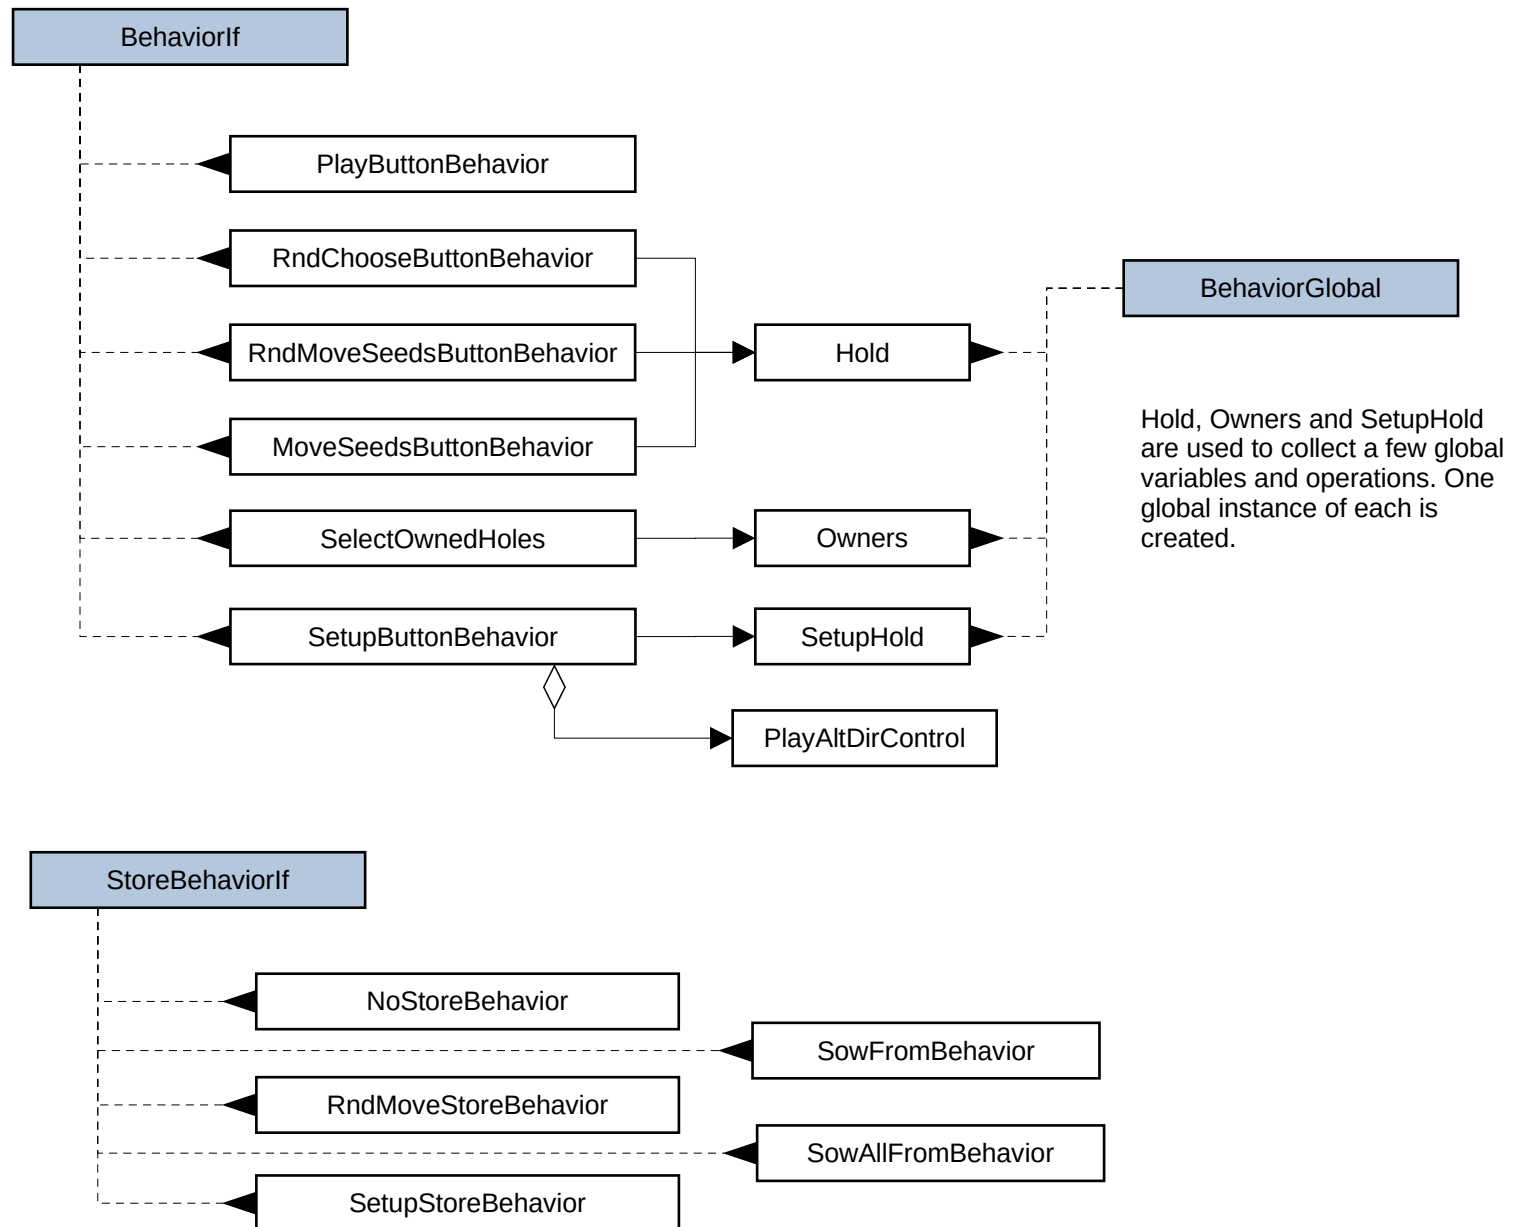 BehaviorIf
PlayButtonBehavior
RndChooseButtonBehavior
BehaviorGlobal
RndMoveSeedsButtonBehavior
Hold
MoveSeedsButtonBehavior
Hold, Owners and SetupHold
are used to collect a few global
variables and operations. One
global instance of each is
created.
SelectOwnedHoles
Owners
SetupButtonBehavior
SetupHold
PlayAltDirControl
StoreBehaviorIf
NoStoreBehavior
SowFromBehavior
RndMoveStoreBehavior
SowAllFromBehavior
SetupStoreBehavior